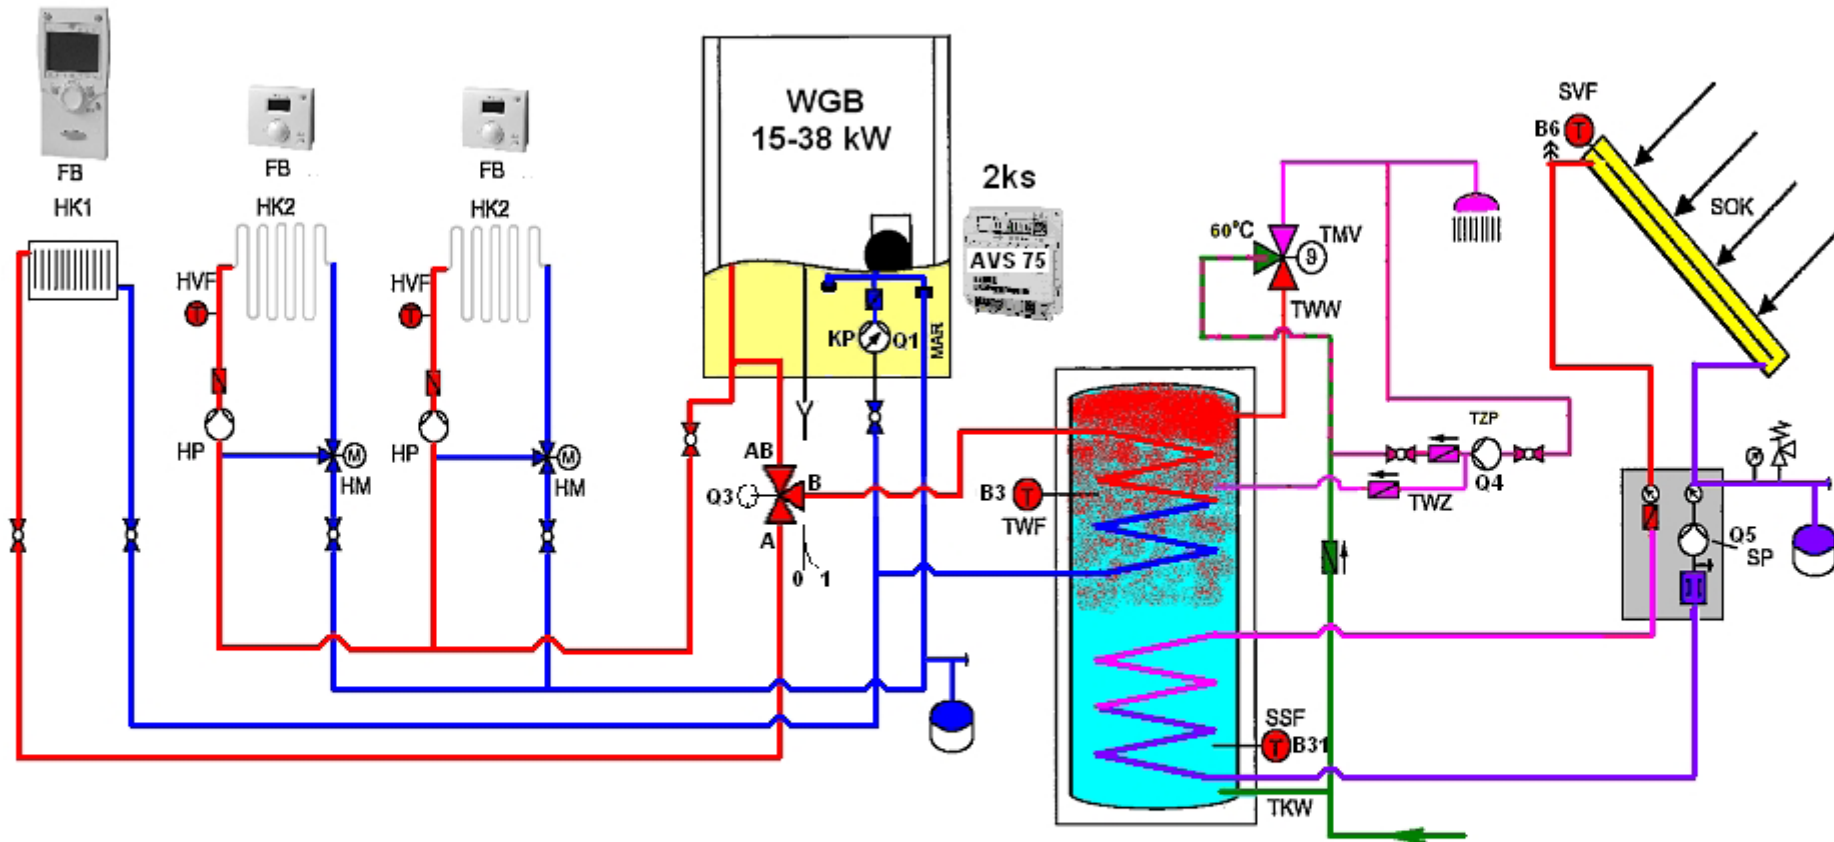 FB
HK1
FB
HK2
FB
HK2
HVF
T
HVF
T
HP
M
HM
HP
M
HM
WGB
15-38 kW
2ks
AVS 75
KP
Q1
MAR
AB
Q3
B
A
0 1
60°C
TMV
9
TWW
B3
T
TWF
TZP
Q4
TWZ
SSF
T
B31
TKW
SVF
B6
T
SOK
Q5
SP